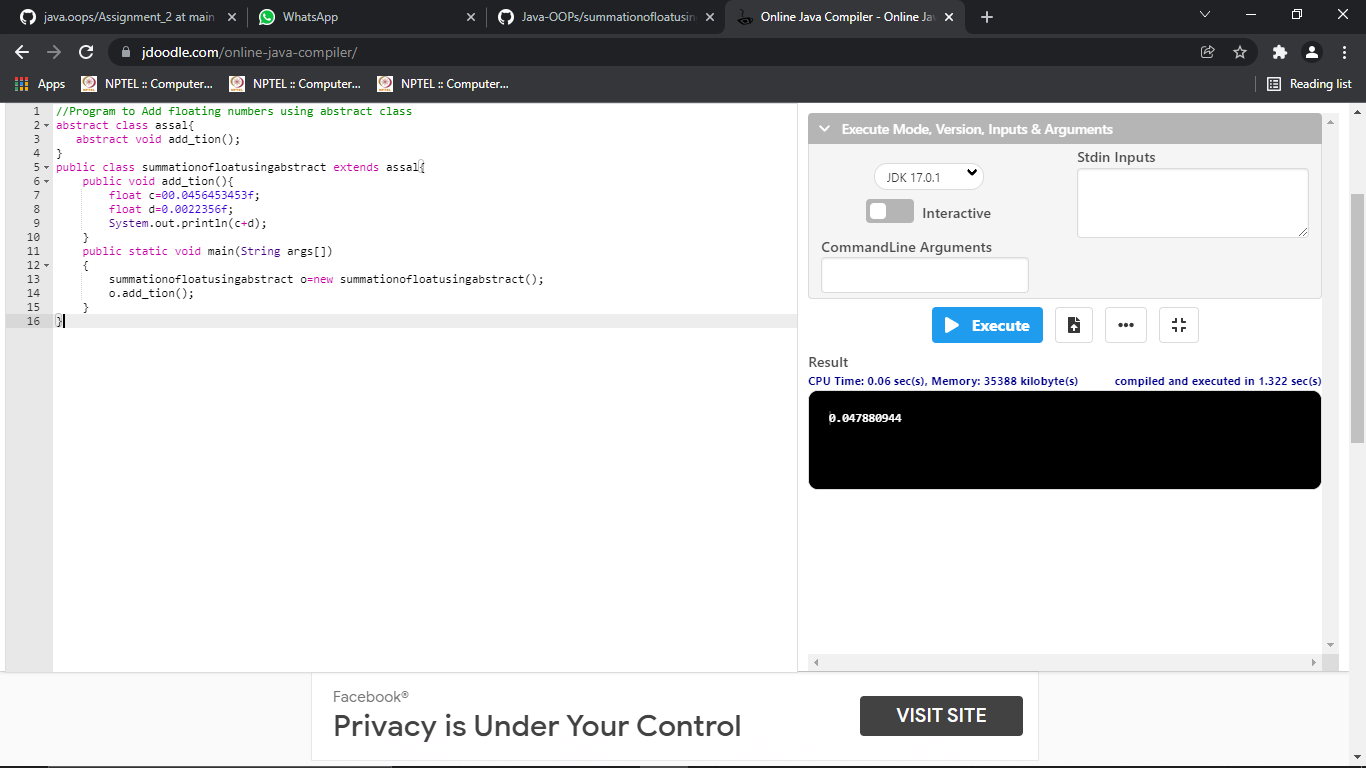 java.oops/Assignment_2 at main
WhatsApp
Java-OOPs/summationofloatusin
Online Java Compiler - Online Jav
jdoodle.com/online-java-compiler/
Apps
NPTEL :: Computer...
NPTEL :: Computer...
NPTEL :: Computer...
Reading list
1 //Program to Add floating numbers using abstract class
2 abstract class assal{
3 abstract void add_tion();
4 }
5 public class summationofloatusingabstract extends assal{
6 public void add_tion(){
7 float c=00.0456453453f;
8 float d=0.0022356f;
9 System.out.println(c+d);
10 }
11 public static void main(String args[])
12 {
13 summationofloatusingabstract o=new summationofloatusingabstract();
14 o.add_tion();
15 }
16 }
Execute Mode, Version, Inputs & Arguments
JDK 17.0.1
Interactive
Stdin Inputs
CommandLine Arguments
Execute
Result
CPU Time: 0.06 sec(s), Memory: 35388 kilobyte(s)
compiled and executed in 1.322 sec(s)
0.047880944
Facebook®
Privacy is Under Your Control
VISIT SITE